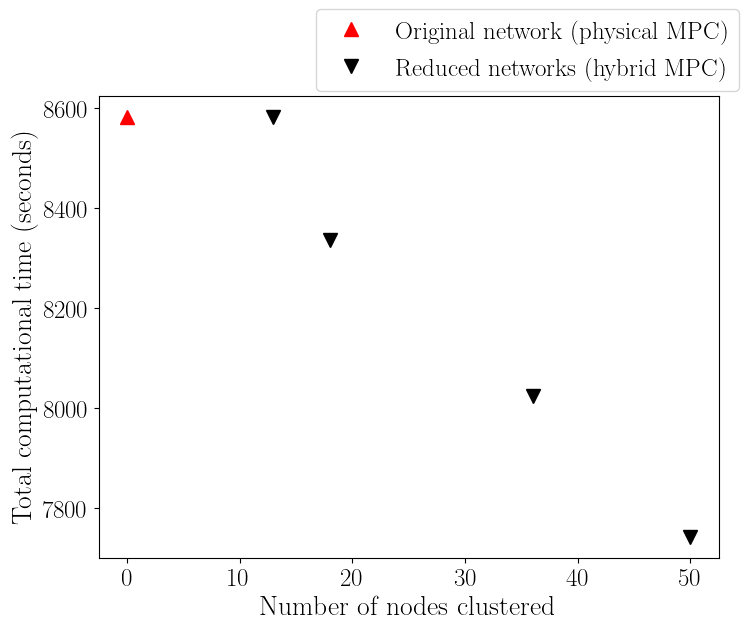 Original network (physical MPC)
Reduced networks (hybrid MPC)
8600
8400
8200
8000
7800
Total computational time (seconds)
0 10 20 30 40 50
Number of nodes clustered